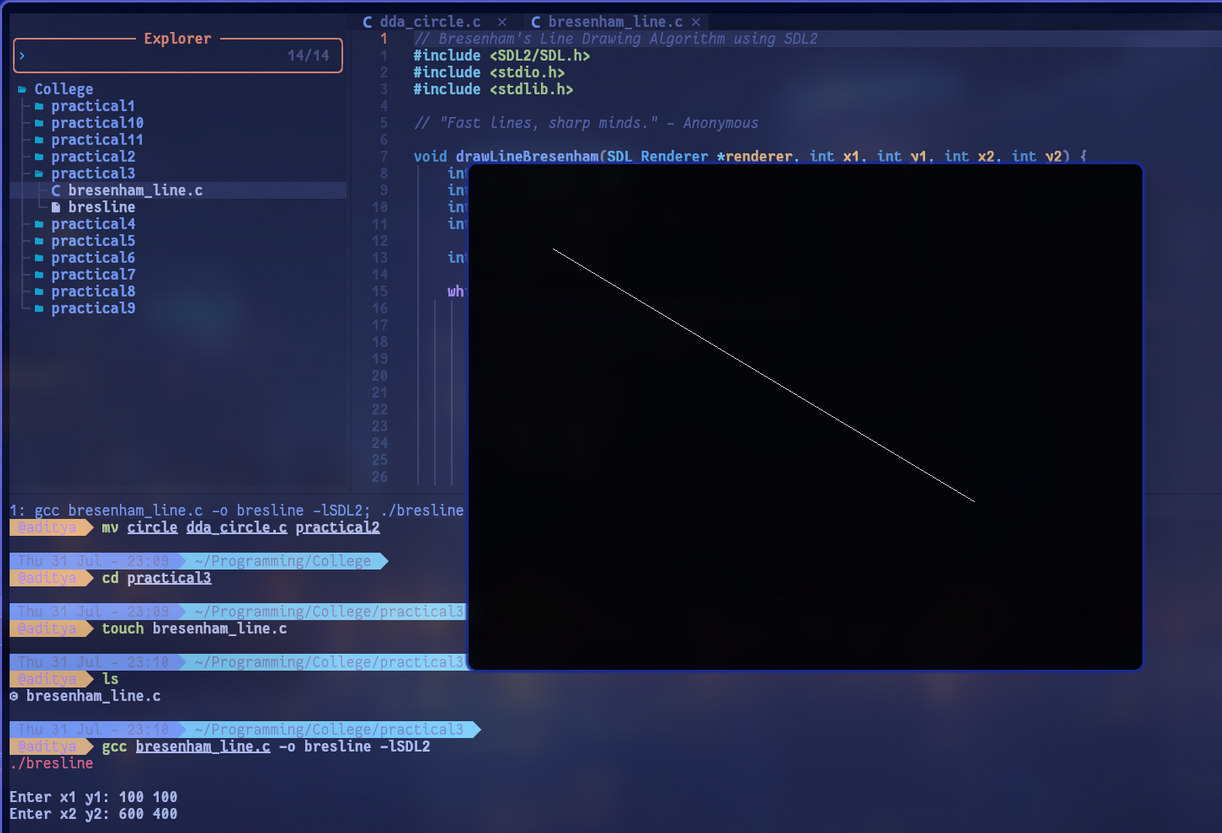 dda_circle.c × bresenham_line.c ×
Explorer
> 14/14
College
practical1
practical10
practical11
practical2
practical3
bresenham_line.c
bresline
practical4
practical5
practical6
practical7
practical8
practical9
1 // Bresenham's Line Drawing Algorithm using SDL2
1 #include <SDL2/SDL.h>
2 #include <stdio.h>
3 #include <stdlib.h>
4
5 // "Fast lines, sharp minds." – Anonymous
6
7 void drawLineBresenham(SDL_Renderer *renderer, int x1, int y1, int x2, int y2) {
8 int
9 int
10 int
11 int
12
13 int
14
15 whi
16
17
18
19
20
21
22
23
24
25
26
1: gcc bresenham_line.c -o bresline -lSDL2; ./bresline
@aditya mv circle dda_circle.c practical2
Thu 31 Jul - 23:09 ~/Programming/College
@aditya cd practical3
Thu 31 Jul - 23:09 ~/Programming/College/practical3
@aditya touch bresenham_line.c
Thu 31 Jul - 23:10 ~/Programming/College/practical3
@aditya ls
bresenham_line.c
Thu 31 Jul - 23:10 ~/Programming/College/practical3
@aditya gcc bresenham_line.c -o bresline -lSDL2
./bresline
Enter x1 y1: 100 100
Enter x2 y2: 600 400